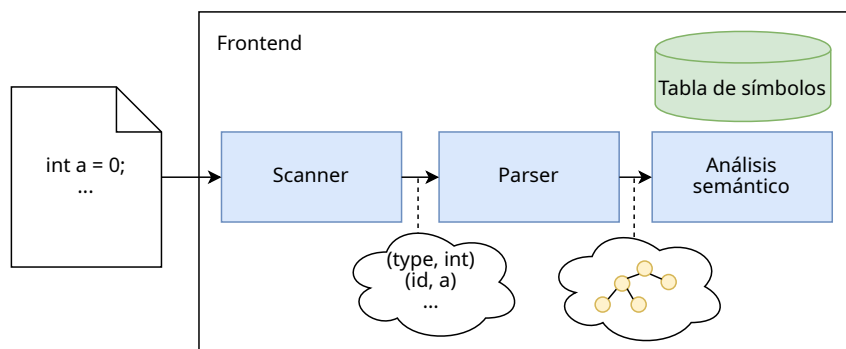 Frontend
Tabla de símbolos
int a = 0;
...
Scanner
Parser
Análisis
semántico
(type, int)
(id, a)
...